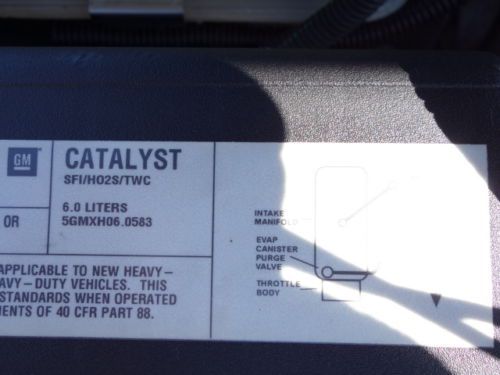 GM
CATALYST
SFI/HO2S/TWC
6.0 LITERS
OR
5GMXH06.0583
APPLICABLE TO NEW HEAVY-
AVY-DUTY VEHICLES. THIS
STANDARDS WHEN OPERATED
ENTS OF 40 CFR PART 88.
INTAKE
MANIFOLD
EVAP
CANISTER
PURGE
VALVE
THROTTLE
BODY